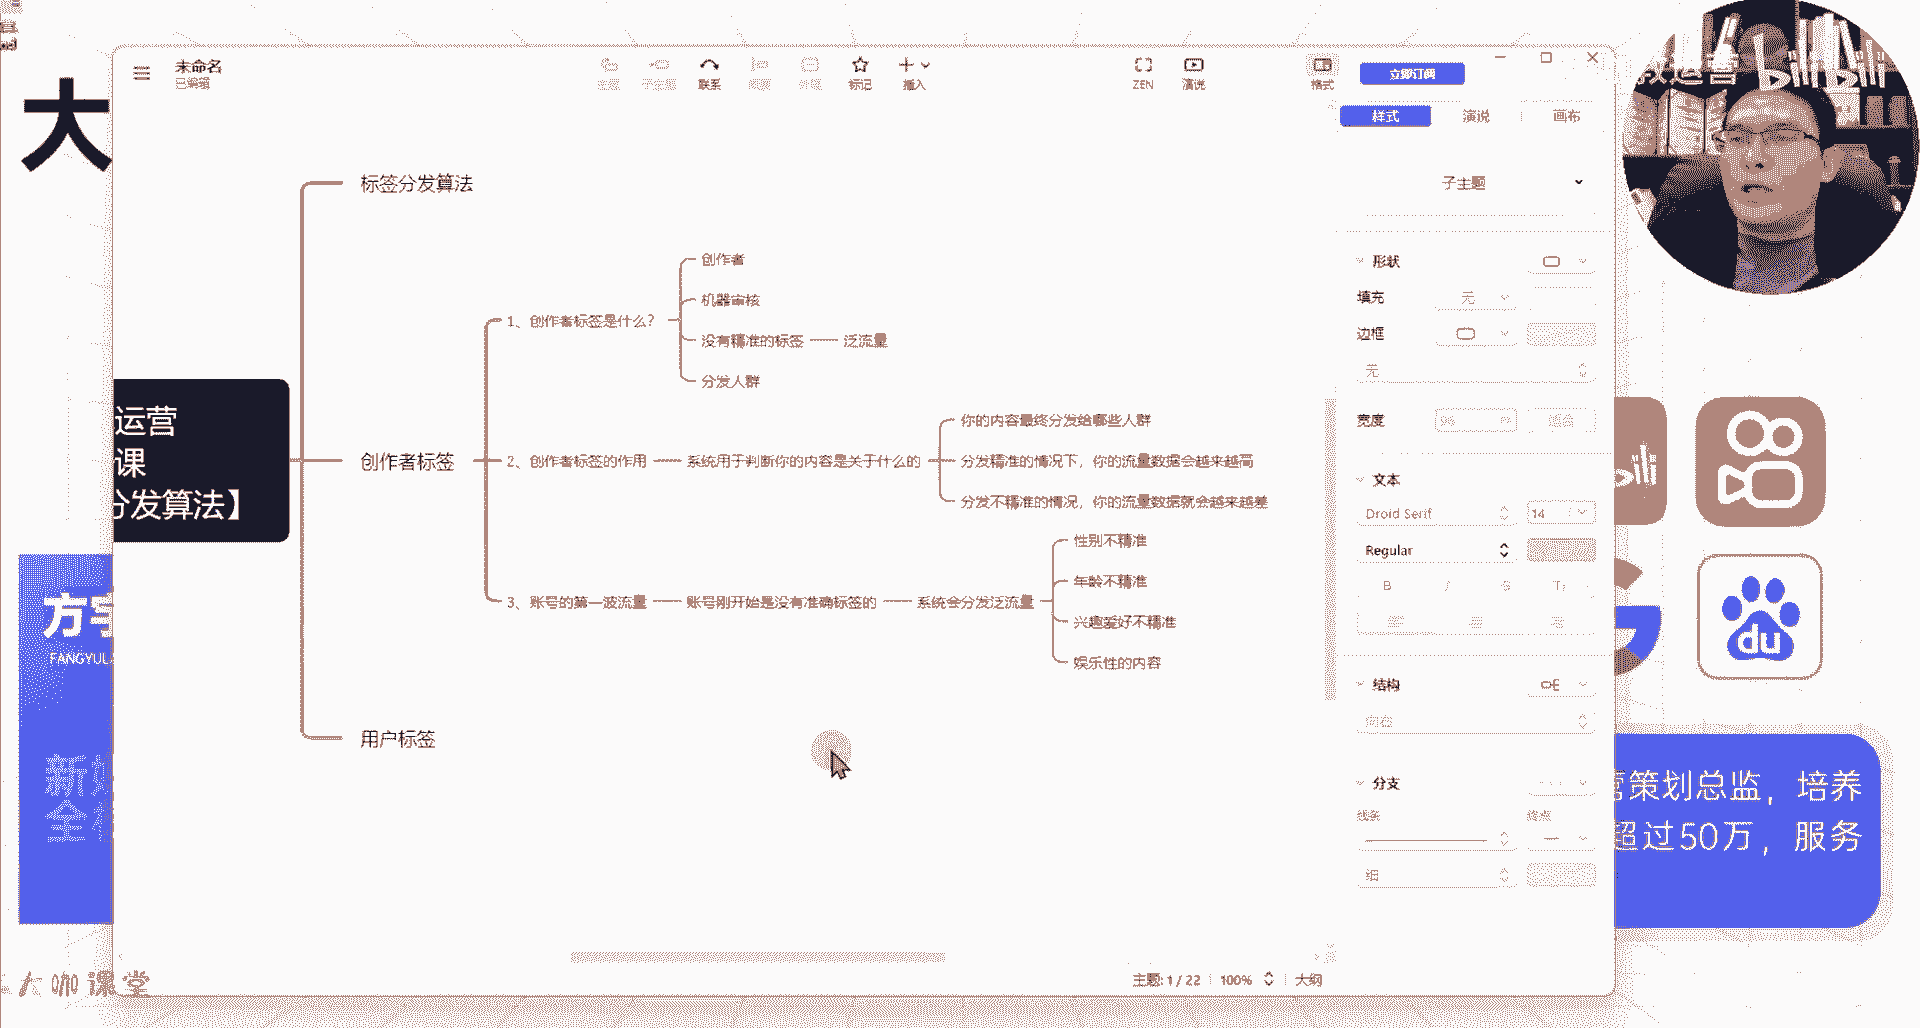 大
未命名
已编辑
主题
子主题
联系
概要
外框
标记
插入
ZEN
演说
格式
立即订阅
教运营 bilibili
样式
演说
画布
子主题
形状
填充
无
边框
无
宽度
96
文本
Droid Serif
14
Regular
B
I
S
结构
向右
分支
线条
终点
细
运营
课
分发算法】
标签分发算法
创作者标签
1、创作者标签是什么？
创作者
机器审核
没有精准的标签
泛流量
分发人群
2、创作者标签的作用
系统用于判断你的内容是关于什么的
你的内容最终分发给哪些人群
分发精准的情况下，你的流量数据会越来越高
分发不精准的情况，你的流量数据就会越来越差
3、账号的第一波流量
账号刚开始是没有准确标签的
系统会分发泛流量
性别不精准
年龄不精准
兴趣爱好不精准
娱乐性的内容
用户标签
FANGYU
新
全
du
策划总监，培养
超过50万，服务
大咖课堂
主题: 1 / 22
100%
大纲